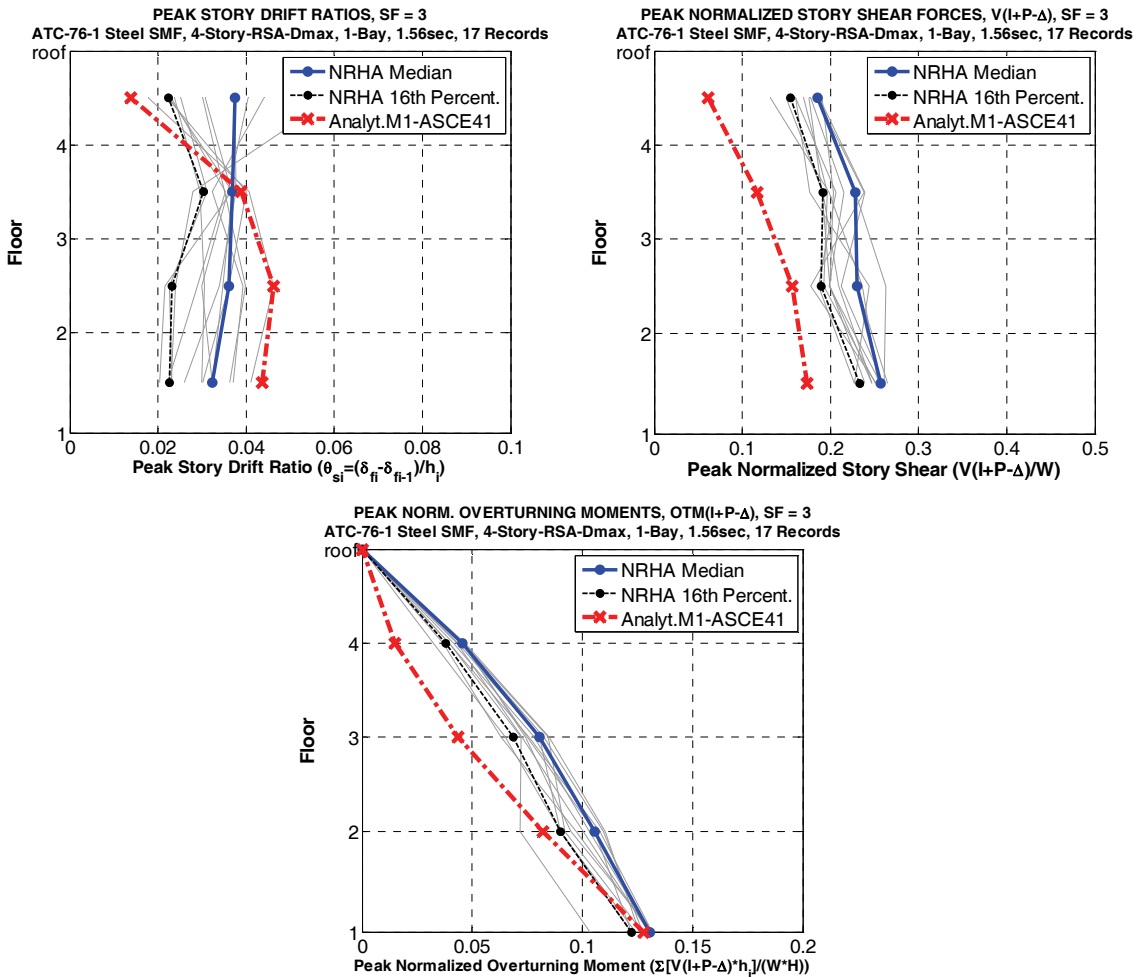 PEAK STORY DRIFT RATIOS, SF = 3
ATC-76-1 Steel SMF, 4-Story-RSA-Dmax, 1-Bay, 1.56sec, 17 Records
roof
4
3
2
1
Floor
NRHA Median
NRHA 16th Percent.
Analyt.M1-ASCE41
0 0.02 0.04 0.06 0.08 0.1
Peak Story Drift Ratio (θsi=(δfi-δfi-1)/hi)
PEAK NORMALIZED STORY SHEAR FORCES, V(I+P-Δ), SF = 3
ATC-76-1 Steel SMF, 4-Story-RSA-Dmax, 1-Bay, 1.56sec, 17 Records
roof
4
3
2
1
Floor
NRHA Median
NRHA 16th Percent.
Analyt.M1-ASCE41
0 0.1 0.2 0.3 0.4 0.5
Peak Normalized Story Shear (V(I+P-Δ)/W)
PEAK NORM. OVERTURNING MOMENTS, OTM(I+P-Δ), SF = 3
ATC-76-1 Steel SMF, 4-Story-RSA-Dmax, 1-Bay, 1.56sec, 17 Records
roof
4
3
2
1
Floor
NRHA Median
NRHA 16th Percent.
Analyt.M1-ASCE41
0 0.05 0.1 0.15 0.2
Peak Normalized Overturning Moment (Σ[V(I+P-Δ)*hi]/(W*H))